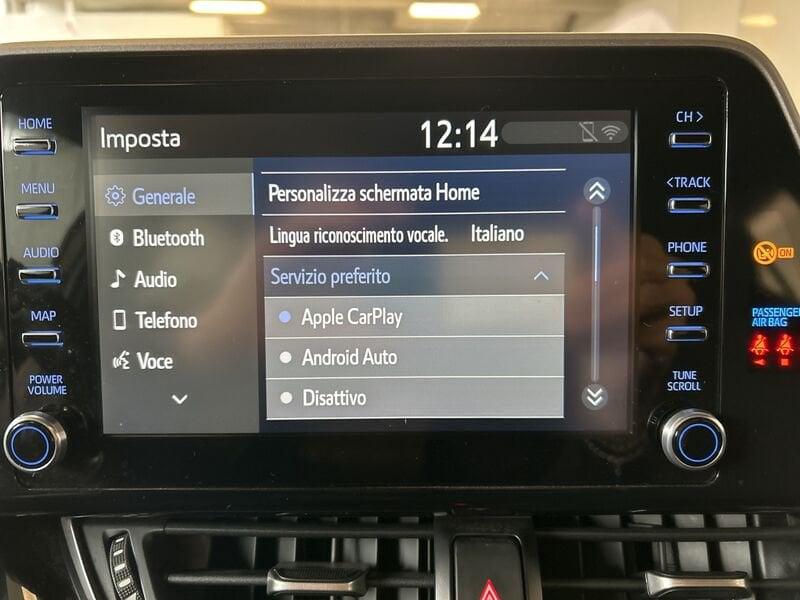 HOME
MENU
AUDIO
MAP
POWER
VOLUME
Imposta
12:14
Generale
Bluetooth
Audio
Telefono
Voce
Personalizza schermata Home
Lingua riconoscimento vocale. Italiano
Servizio preferito
Apple CarPlay
Android Auto
Disattivo
CH >
< TRACK
PHONE
SETUP
TUNE
SCROLL
ON
PASSENGER
AIR BAG